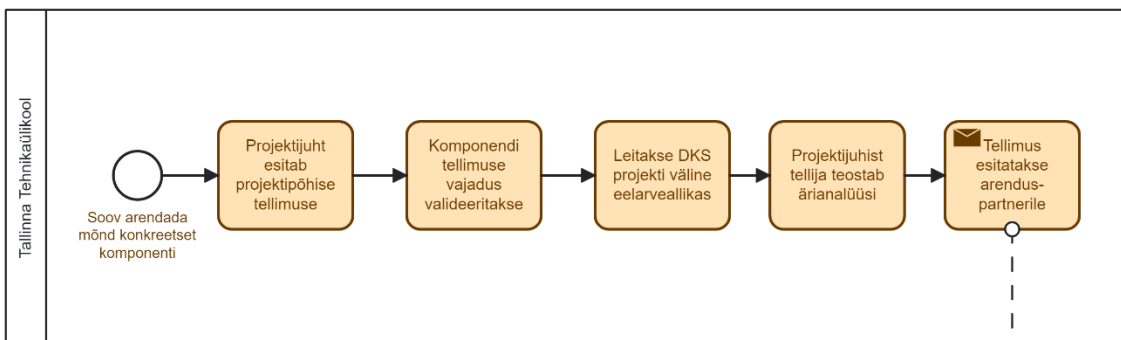 Tallinna Tehnikaülikool
Soov arendada
mõnd konkreetset
komponenti
Projektijuht
esitab
projektipõhise
tellimuse
Komponendi
tellimuse
vajadus
valideeritakse
Leitakse DKS
projekti väline
eelarveallikas
Projektijuhist
tellija teostab
ärianalüüsi
Tellimus
esitatakse
arendus-
partnerile